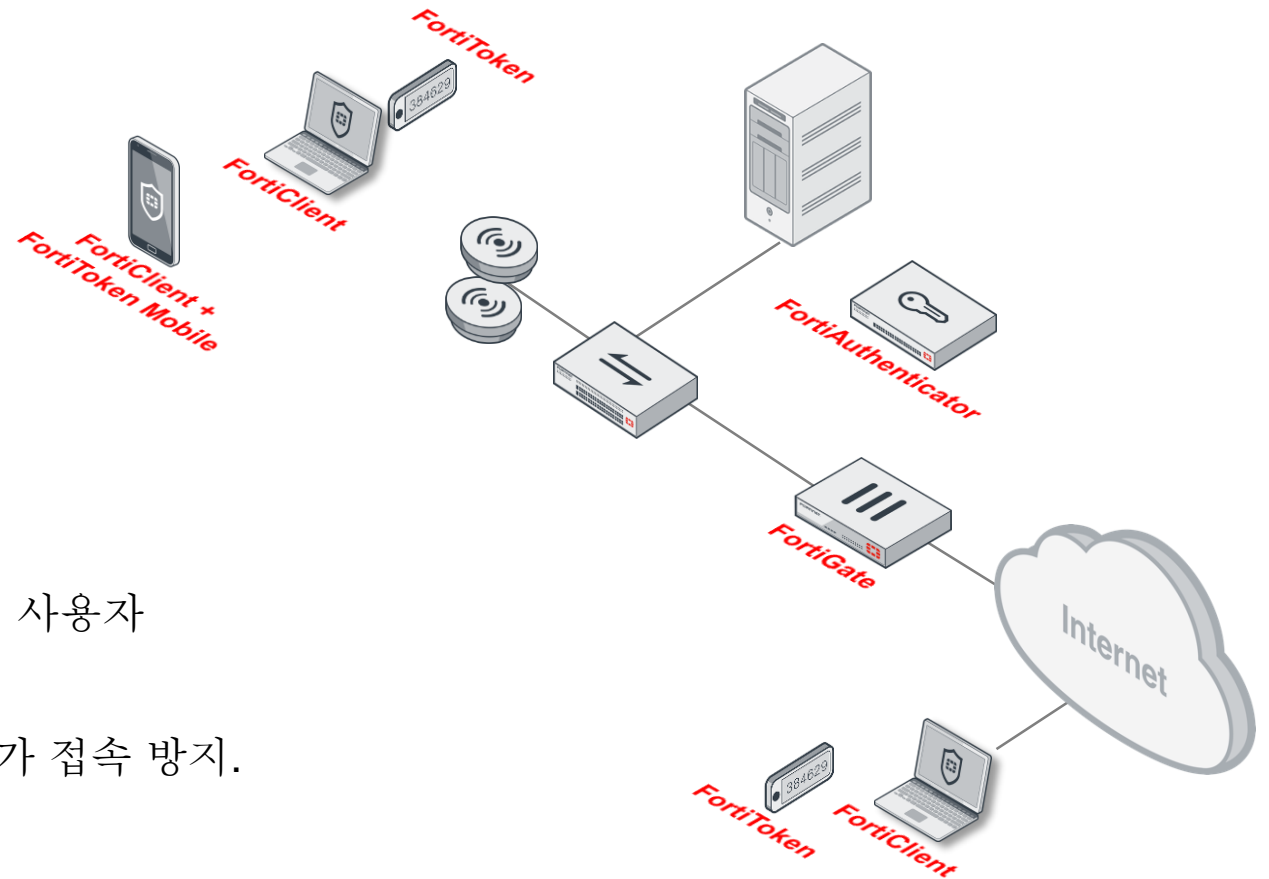 FortiToken
384629
FortiClient
FortiClient +
FortiToken Mobile
FortiAuthenticator
FortiGate
Internet
사용자
가 접속 방지.
384629
FortiToken
FortiClient